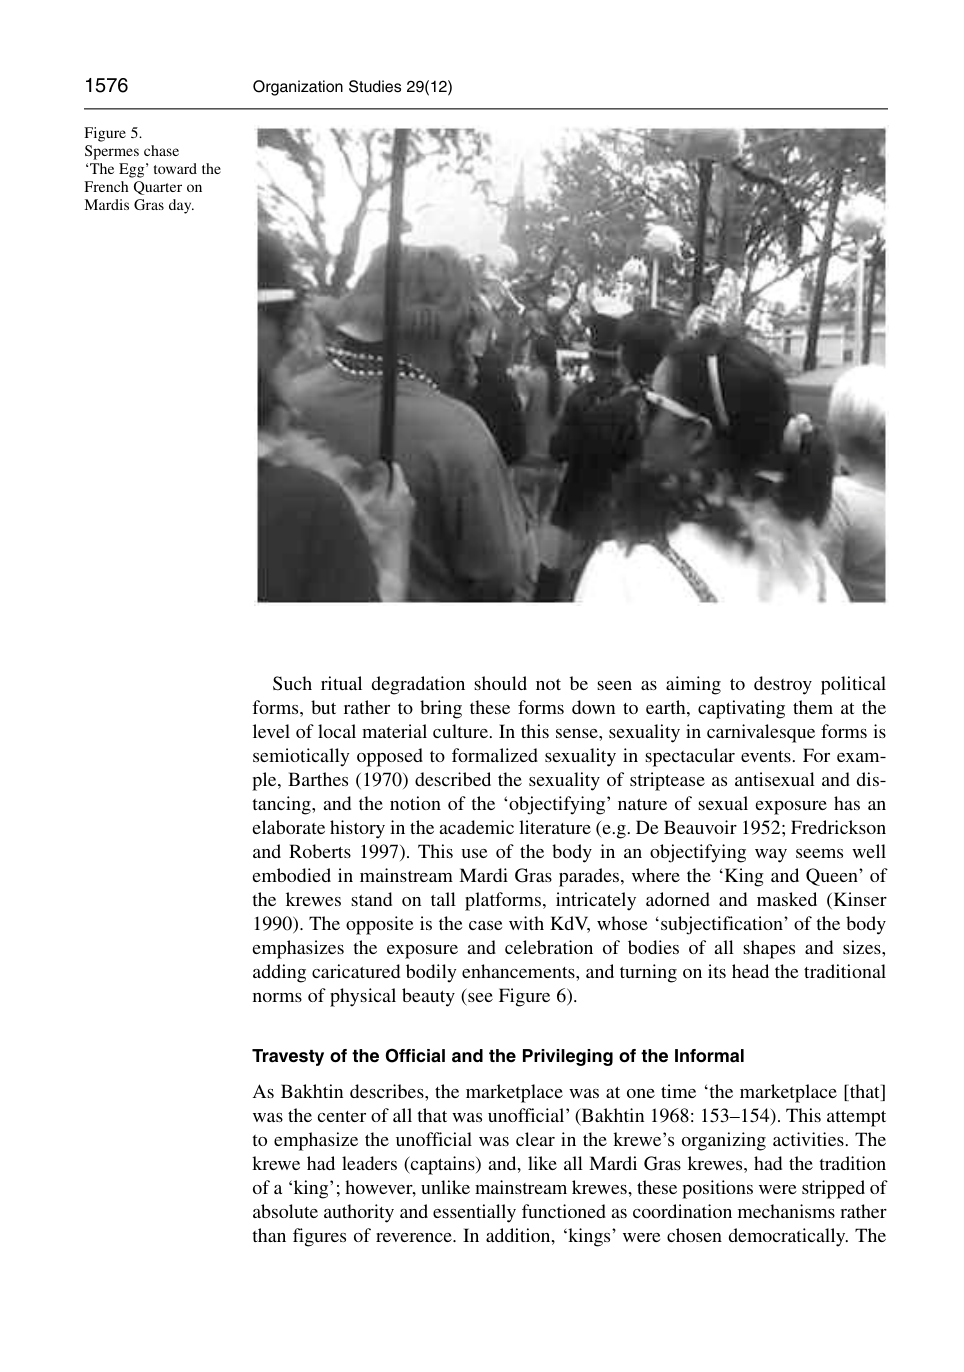 1576
Organization Studies 29(12)
Figure 5.
Spermes chase
‘The Egg’ toward the
French Quarter on
Mardis Gras day.
Such ritual degradation should not be seen as aiming to destroy political
forms, but rather to bring these forms down to earth, captivating them at the
level of local material culture. In this sense, sexuality in carnivalesque forms is
semiotically opposed to formalized sexuality in spectacular events. For exam-
ple, Barthes (1970) described the sexuality of striptease as antisexual and dis-
tancing, and the notion of the ‘objectifying’ nature of sexual exposure has an
elaborate history in the academic literature (e.g. De Beauvoir 1952; Fredrickson
and Roberts 1997). This use of the body in an objectifying way seems well
embodied in mainstream Mardi Gras parades, where the ‘King and Queen’ of
the krewes stand on tall platforms, intricately adorned and masked (Kinser
1990). The opposite is the case with KdV, whose ‘subjectification’ of the body
emphasizes the exposure and celebration of bodies of all shapes and sizes,
adding caricatured bodily enhancements, and turning on its head the traditional
norms of physical beauty (see Figure 6).
Travesty of the Official and the Privileging of the Informal
As Bakhtin describes, the marketplace was at one time ‘the marketplace [that]
was the center of all that was unofficial’ (Bakhtin 1968: 153–154). This attempt
to emphasize the unofficial was clear in the krewe’s organizing activities. The
krewe had leaders (captains) and, like all Mardi Gras krewes, had the tradition
of a ‘king’; however, unlike mainstream krewes, these positions were stripped of
absolute authority and essentially functioned as coordination mechanisms rather
than figures of reverence. In addition, ‘kings’ were chosen democratically. The